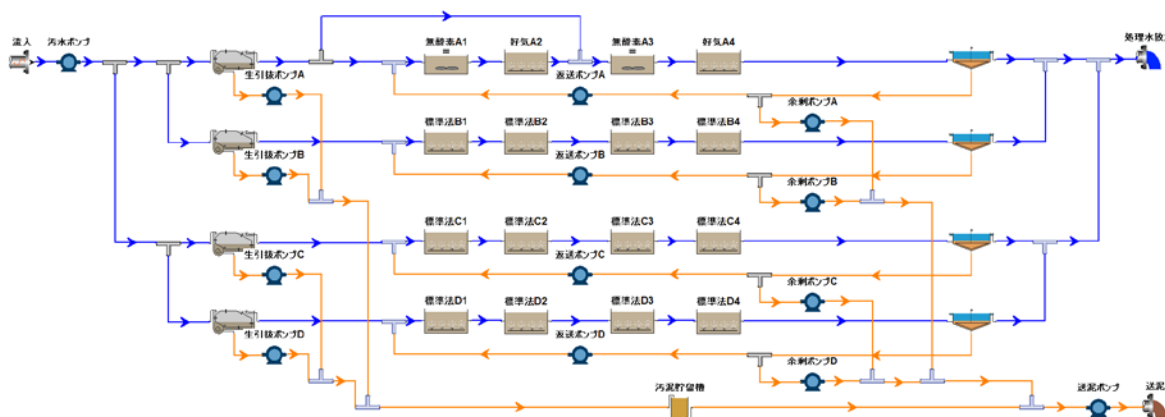 流入
汚水ポンプ
無酸素A1
好気A2
無酸素A3
好気A4
処理水放流
生引抜ポンプA
返送ポンプA
余剰ポンプA
標準法B1
標準法B2
標準法B3
標準法B4
生引抜ポンプB
返送ポンプB
余剰ポンプB
標準法C1
標準法C2
標準法C3
標準法C4
生引抜ポンプC
返送ポンプC
余剰ポンプC
標準法D1
標準法D2
標準法D3
標準法D4
生引抜ポンプD
返送ポンプD
余剰ポンプD
汚泥貯留槽
送泥ポンプ
送泥